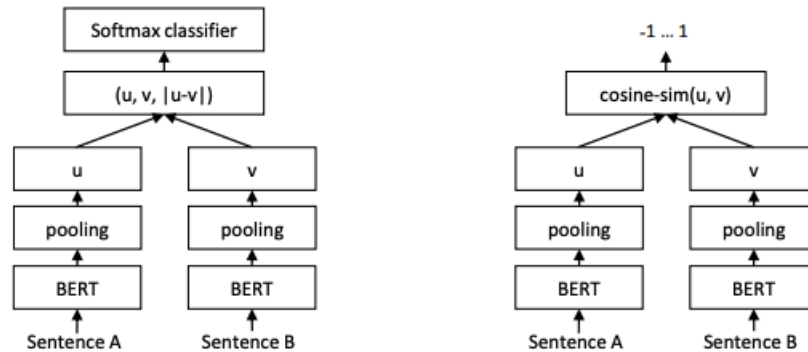 Softmax classifier
(u, v, |u-v|)
u
v
pooling
pooling
BERT
BERT
Sentence A
Sentence B
-1 … 1
cosine-sim(u, v)
u
v
pooling
pooling
BERT
BERT
Sentence A
Sentence B